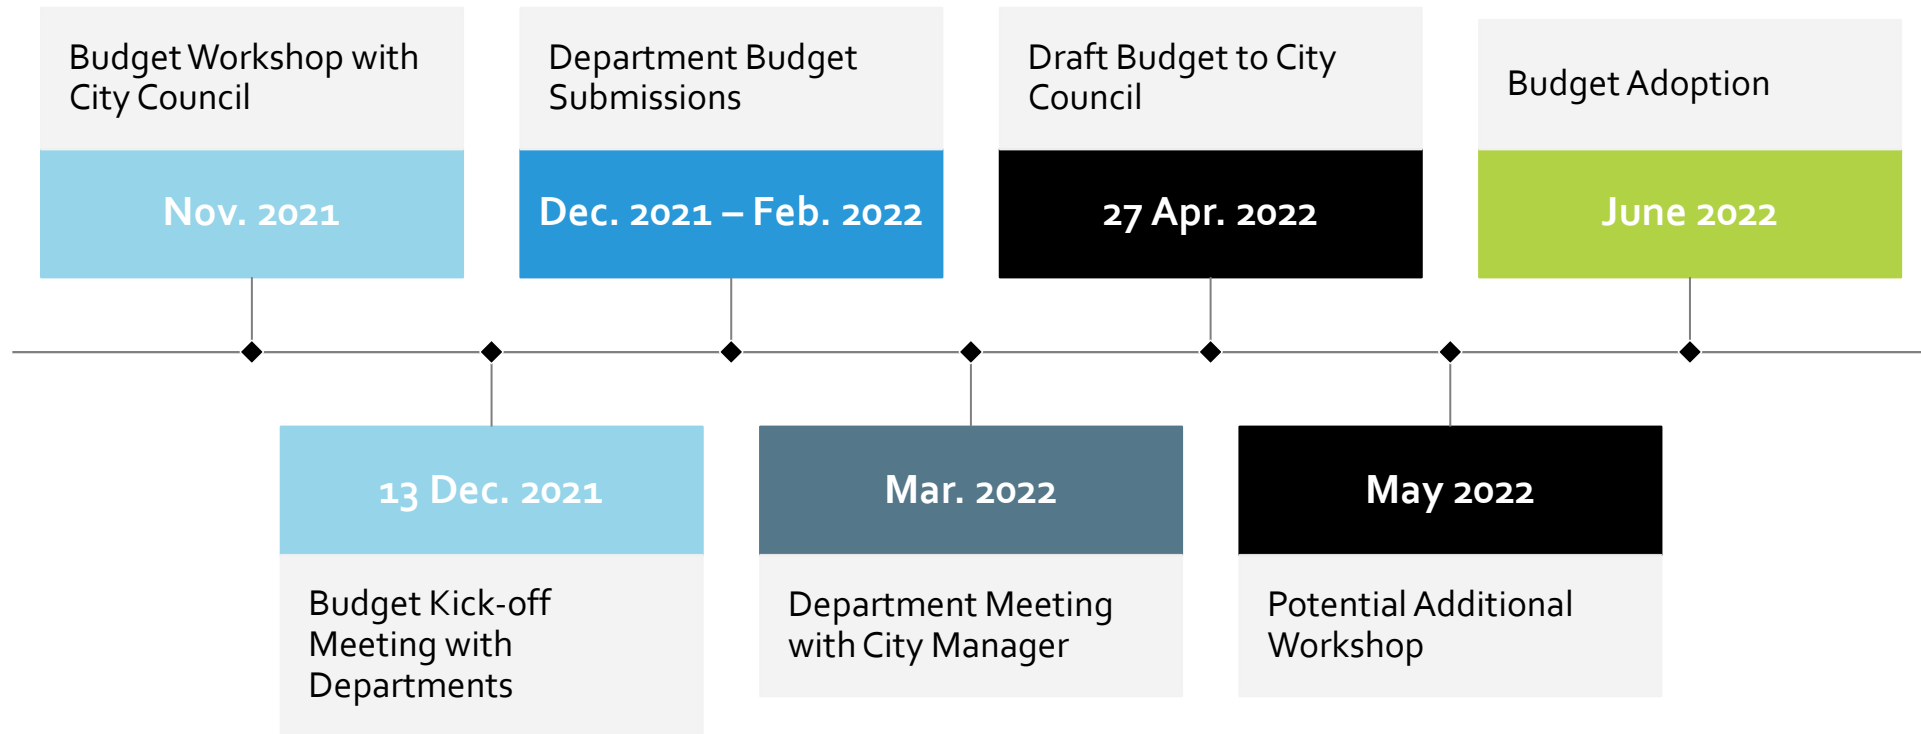 Budget Workshop with
City Council
Nov. 2021
13 Dec. 2021
Budget Kick-off
Meeting with
Departments
Department Budget
Submissions
Dec. 2021 – Feb. 2022
Mar. 2022
Department Meeting
with City Manager
Draft Budget to City
Council
27 Apr. 2022
May 2022
Potential Additional
Workshop
Budget Adoption
June 2022